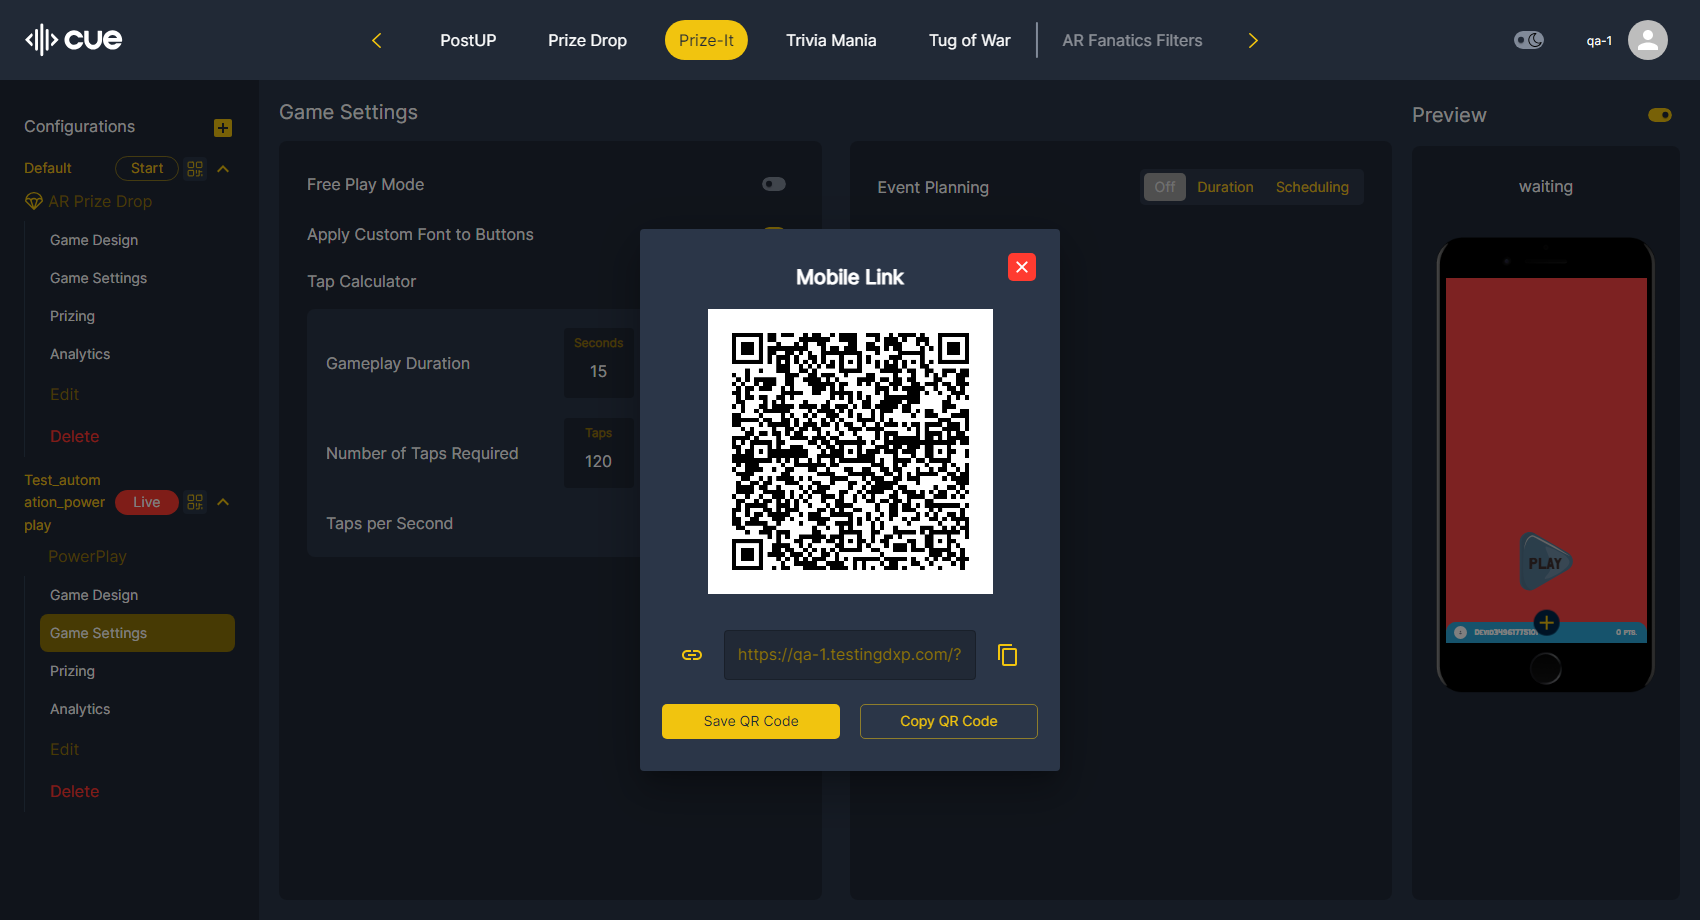 cue
PostUP
Prize Drop
Prize-It
Trivia Mania
Tug of War
AR Fanatics Filters
qa-1
Configurations
Default
Start
AR Prize Drop
Game Design
Game Settings
Prizing
Analytics
Edit
Delete
Test_autom
ation_power
play
Live
PowerPlay
Game Design
Game Settings
Prizing
Analytics
Edit
Delete
Game Settings
Free Play Mode
Apply Custom Font to Buttons
Tap Calculator
Gameplay Duration
Seconds
15
Number of Taps Required
Taps
120
Taps per Second
Event Planning
Off
Duration
Scheduling
Mobile Link
https://qa-1.testingdxp.com/?
Save QR Code
Copy QR Code
Preview
waiting
PLAY
0 PTS.